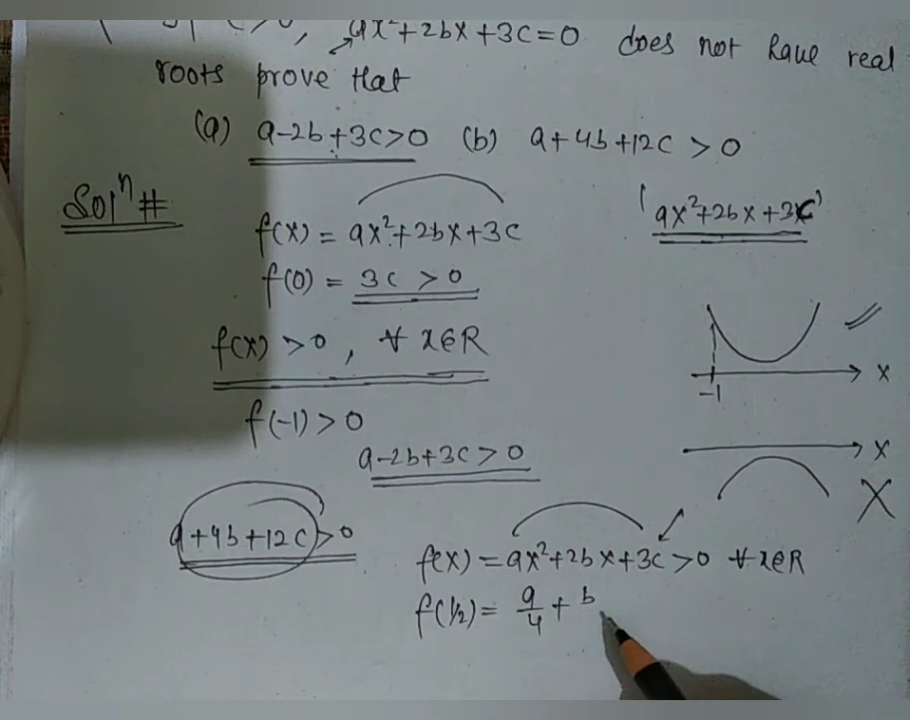 c>0, ax²+2bx+3c=0 does not have real
roots prove that
(a) a-2b+3c>0 (b) a+4b+12c >0
Solⁿ#
f(x) = ax²+2bx+3c
(ax²+2bx+3c)
f(0) = 3c > 0
f(x) >0, ∀ x∈R
x
-1
f(-1) > 0
a-2b+3c > 0
x
X
a+4b+12c >0
f(x) = ax²+2bx+3c >0 ∀ x∈R
f(1/2) = a/4 + b